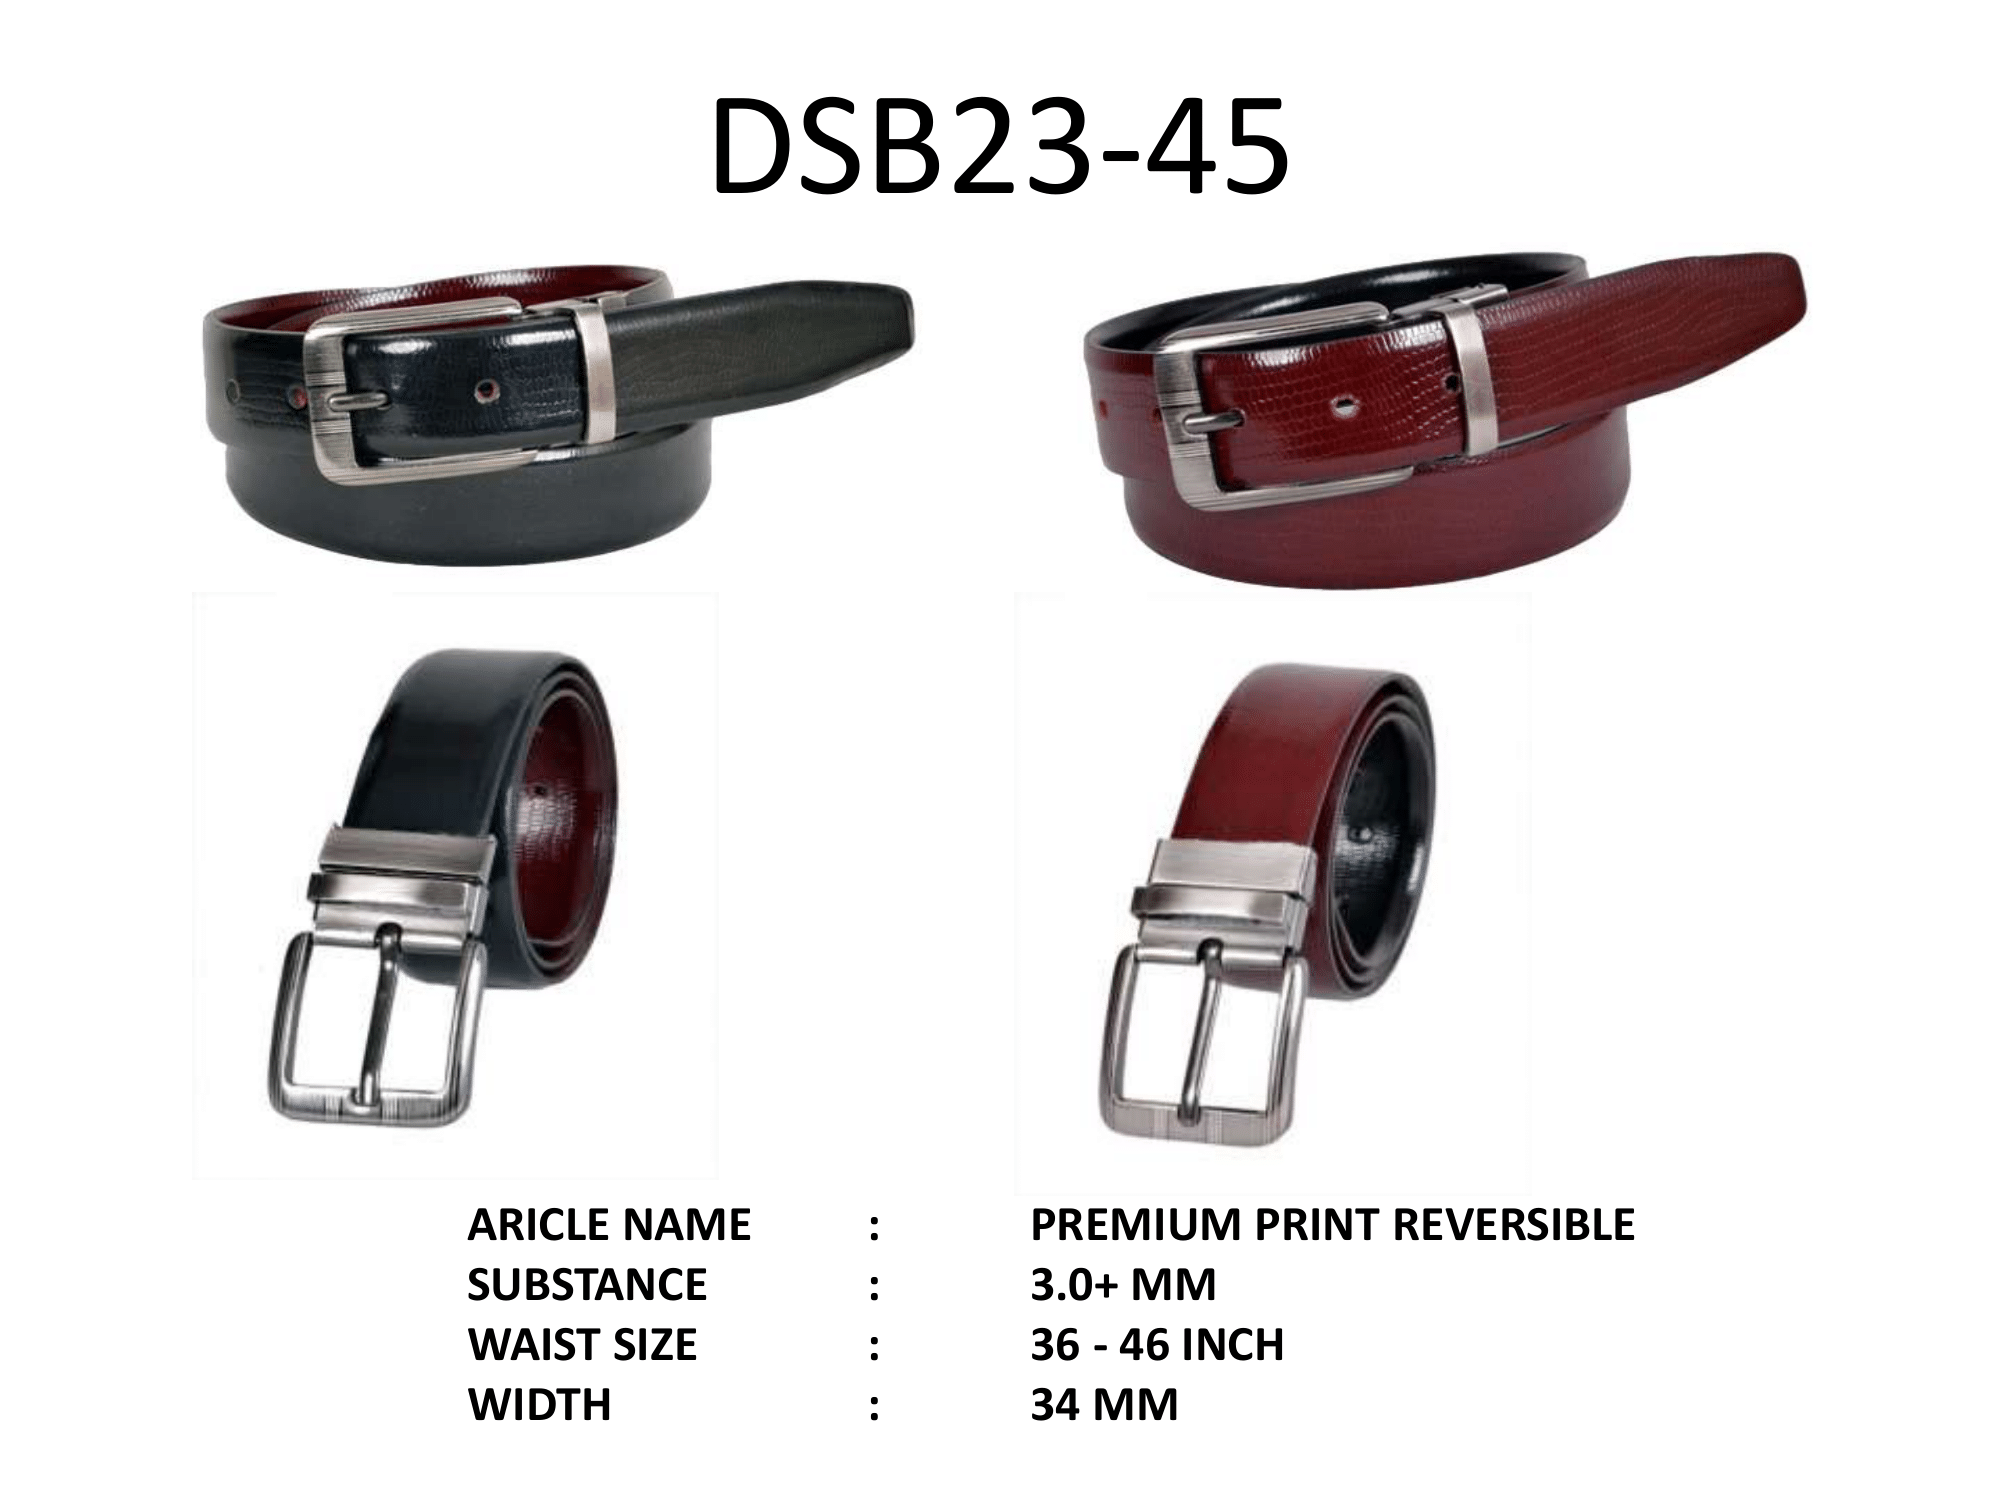 DSB23-45
ARICLE NAME : PREMIUM PRINT REVERSIBLE
SUBSTANCE : 3.0+ MM
WAIST SIZE : 36 - 46 INCH
WIDTH : 34 MM